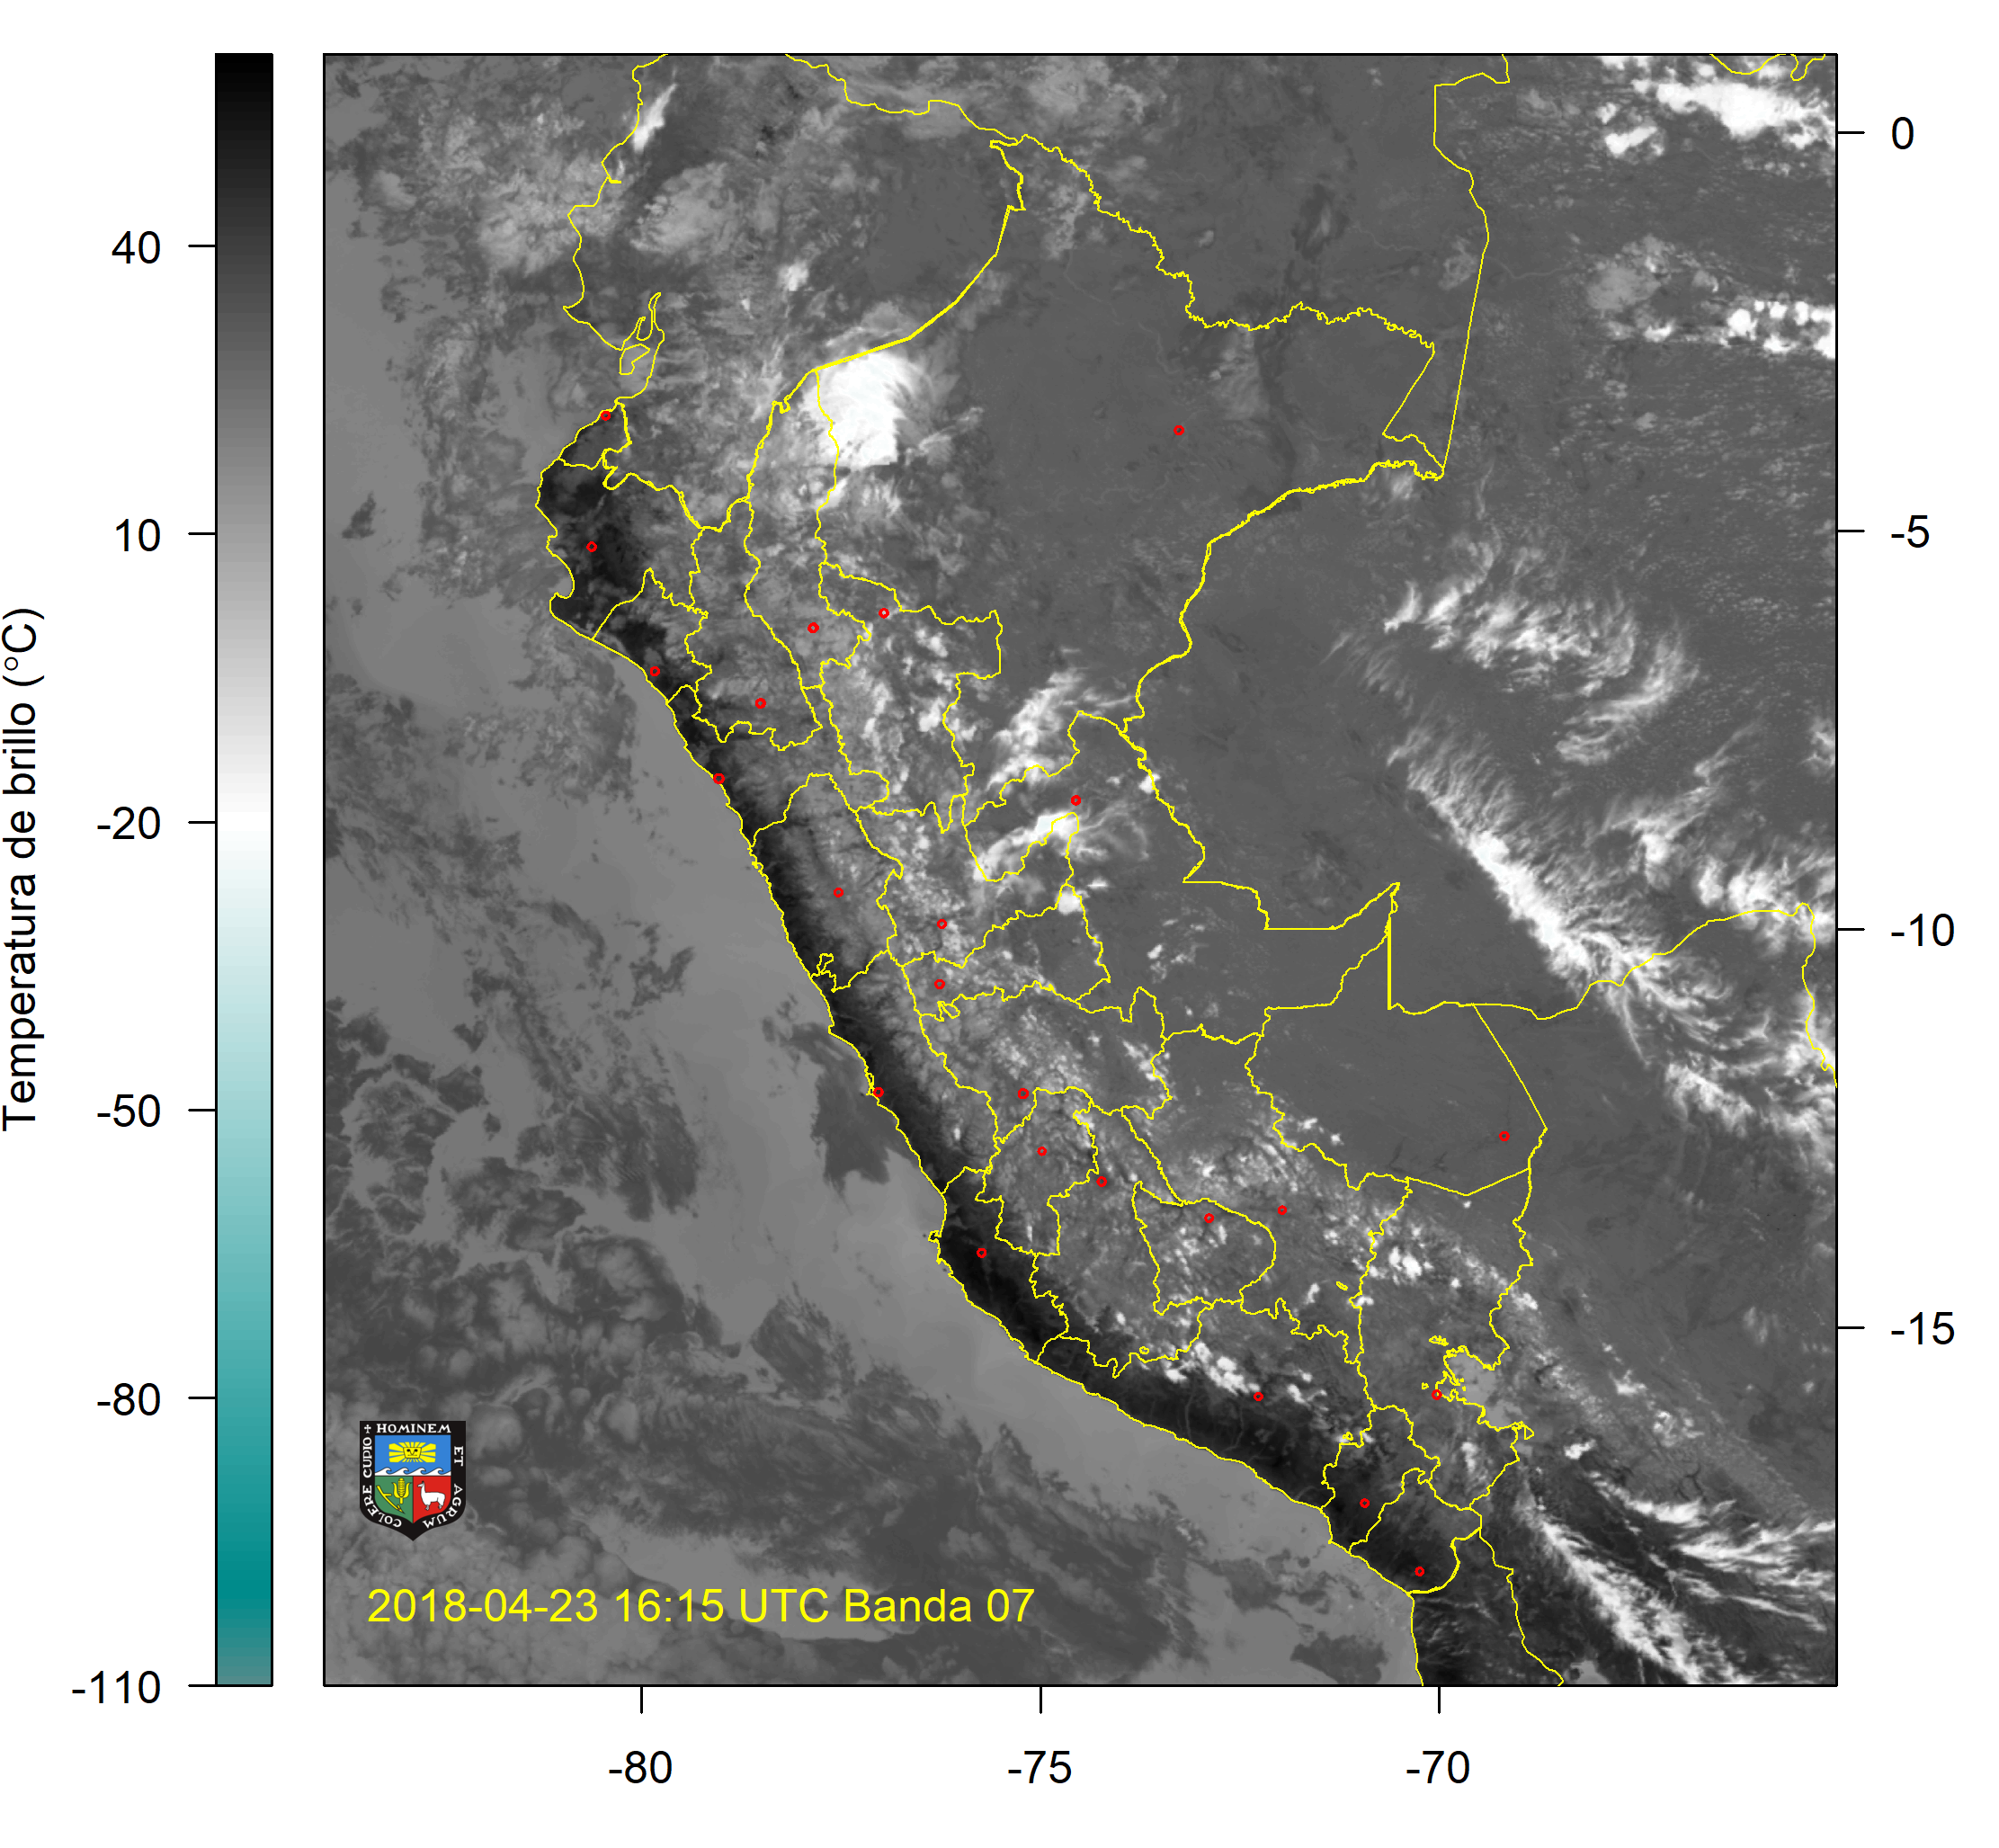 Temperatura de brillo (°C)
40
10
-20
-50
-80
-110
0
-5
-10
-15
-80
-75
-70
✝ HOMINEM
ET
AGRUM
COLERE
CUPIO
2018-04-23 16:15 UTC Banda 07